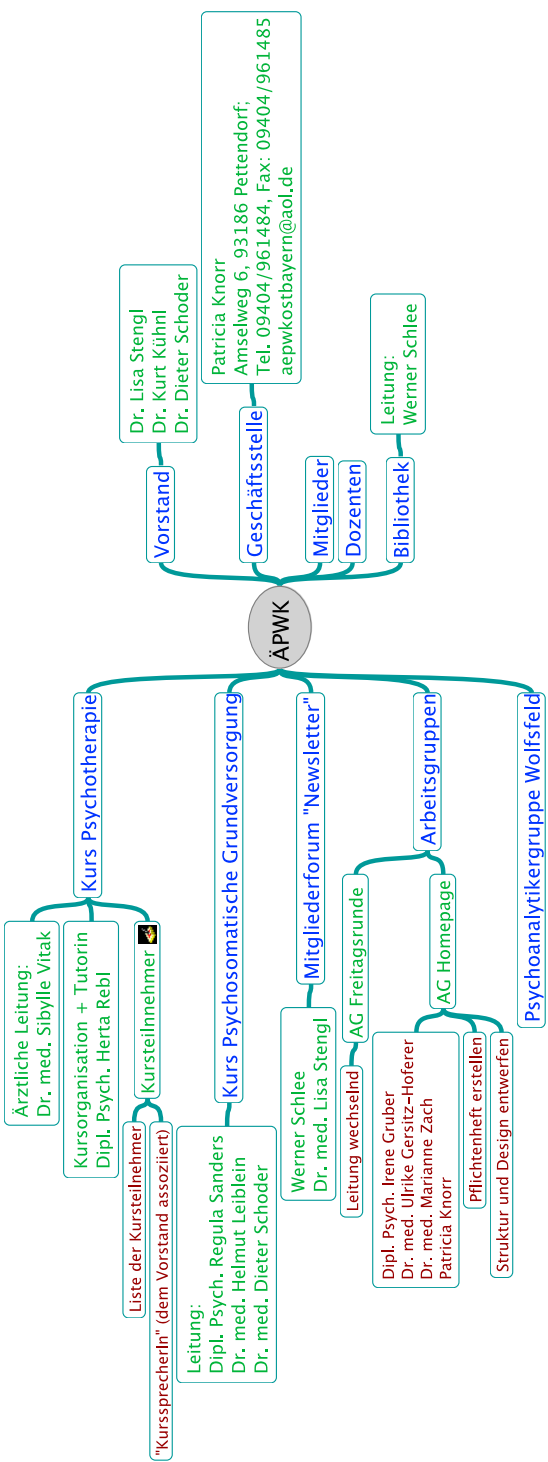 ÄPWK
Vorstand
Dr. Lisa Stengl
Dr. Kurt Kühnl
Dr. Dieter Schoder
Geschäftsstelle
Patricia Knorr
Amselweg 6, 93186 Pettendorf;
Tel. 09404/961484, Fax: 09404/961485
aepwkostbayern@aol.de
Mitglieder
Dozenten
Bibliothek
Leitung:
Werner Schlee
Kurs Psychotherapie
Ärztliche Leitung:
Dr. med. Sibylle Vitak
Kursorganisation + Tutorin
Dipl. Psych. Herta Rebl
Kursteilnnehmer
Liste der Kursteilnehmer
"KurssprecherIn" (dem Vorstand assoziiert)
Kurs Psychosomatische Grundversorgung
Leitung:
Dipl. Psych. Regula Sanders
Dr. med. Helmut Leiblein
Dr. med. Dieter Schoder
Mitgliederforum "Newsletter"
Werner Schlee
Dr. med. Lisa Stengl
Arbeitsgruppen
AG Freitagsrunde
Leitung wechselnd
AG Homepage
Dipl. Psych. Irene Gruber
Dr. med. Ulrike Gersitz-Hoferer
Dr. med. Marianne Zach
Patricia Knorr
Pflichtenheft erstellen
Struktur und Design entwerfen
Psychoanalytikergruppe Wolfsfeld